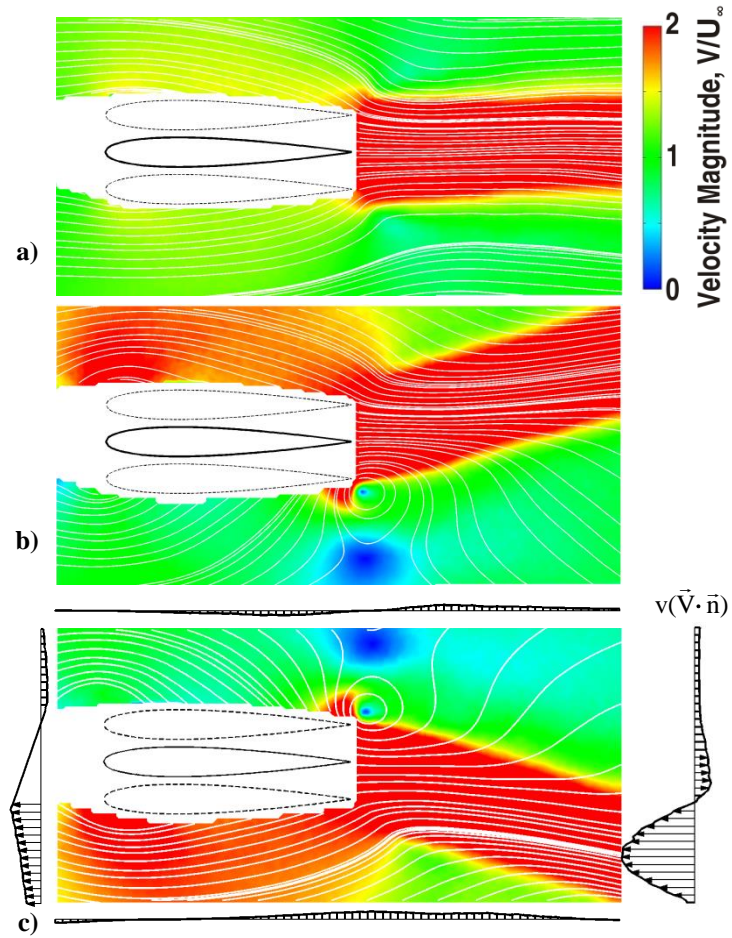 2
1
0
Velocity Magnitude, V/U∞
a)
b)
v(V⃗· n⃗)
c)